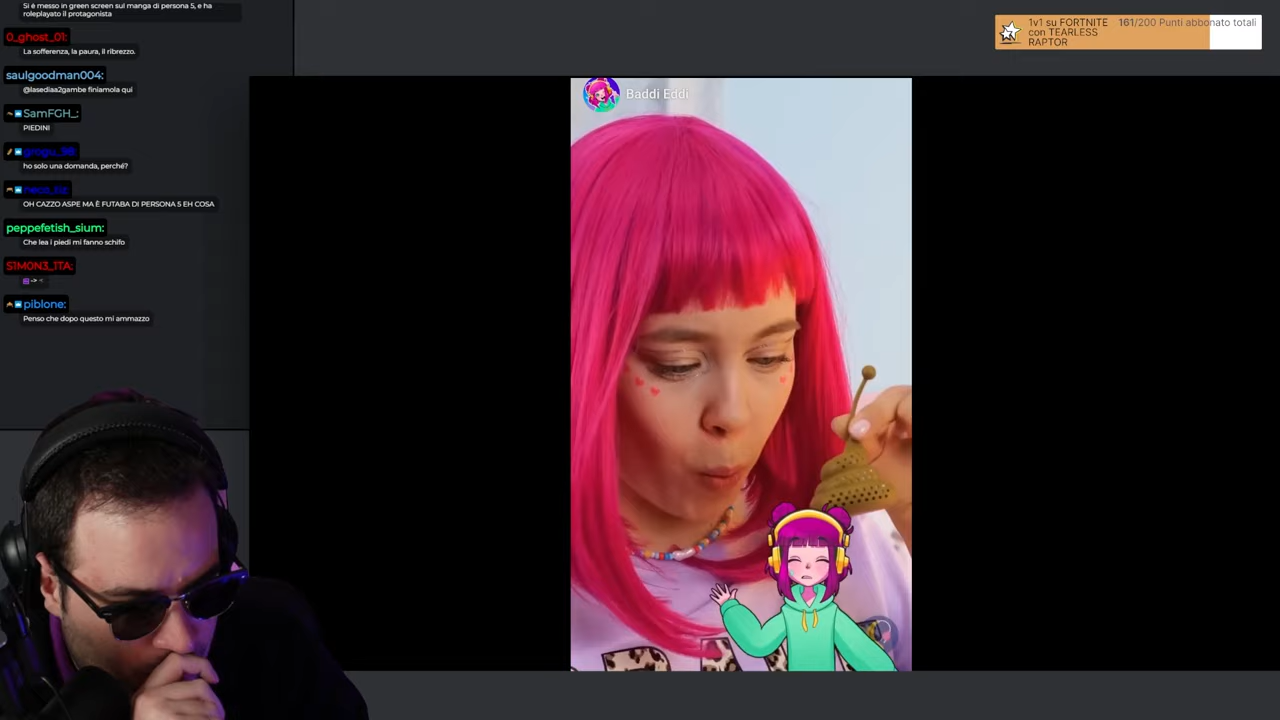 Si è messo in green screen sul manga di persona 5, e ha
roleplayato il protagonista
0_ghost_01:
La sofferenza, la paura, il ribrezzo.
saulgoodman004:
@lasediaa2gambe finiamola qui
SamFGH_:
PIEDINI
ho solo una domanda, perché?
OH CAZZO ASPE MA È FUTABA DI PERSONA 5 EH COSA
peppefetish_sium:
Che lea i piedi mi fanno schifo
S1M0N3_1TA:
-> <
piblone:
Penso che dopo questo mi ammazzo
Baddi Eddi
1v1 su FORTNITE
con TEARLESS
RAPTOR
161/200 Punti abbonato totali